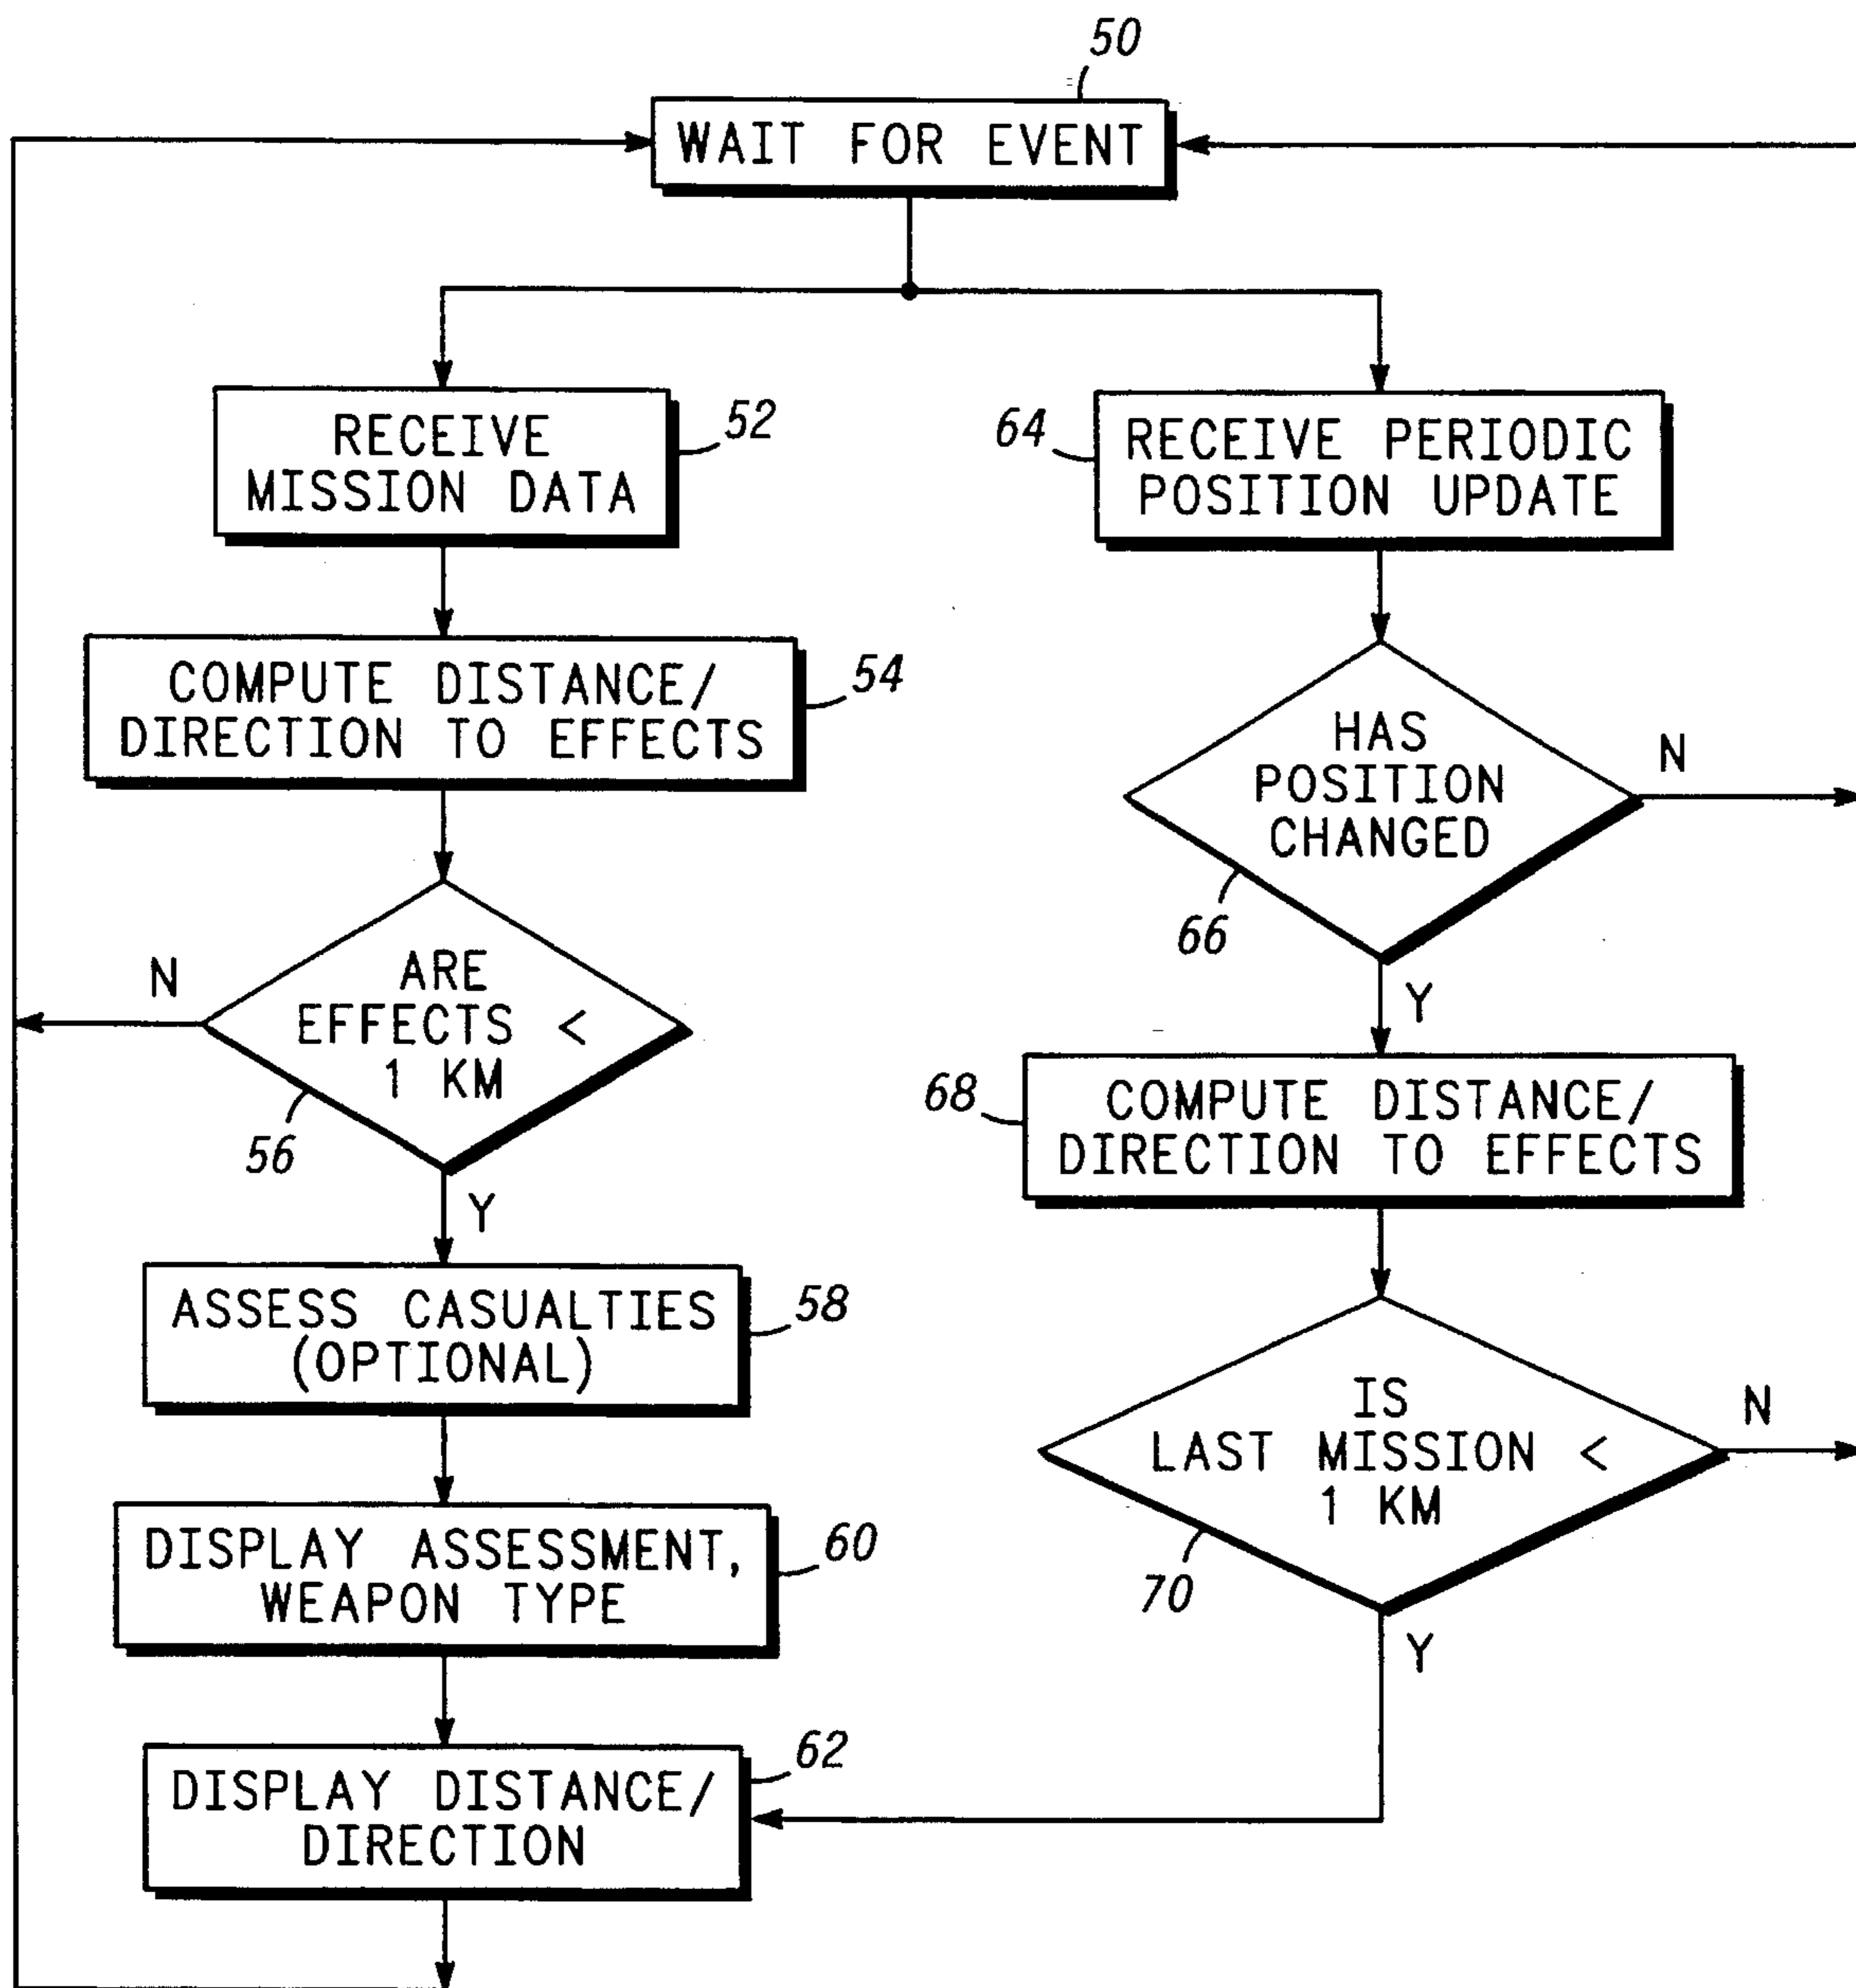 50
WAIT FOR EVENT
RECEIVE
MISSION DATA
52
64
RECEIVE PERIODIC
POSITION UPDATE
COMPUTE DISTANCE/
DIRECTION TO EFFECTS
54
HAS
POSITION
CHANGED
N
66
Y
ARE
EFFECTS <
1 KM
N
56
Y
68
COMPUTE DISTANCE/
DIRECTION TO EFFECTS
ASSESS CASUALTIES
(OPTIONAL)
58
IS
LAST MISSION <
1 KM
N
70
Y
DISPLAY ASSESSMENT,
WEAPON TYPE
60
DISPLAY DISTANCE/
DIRECTION
62